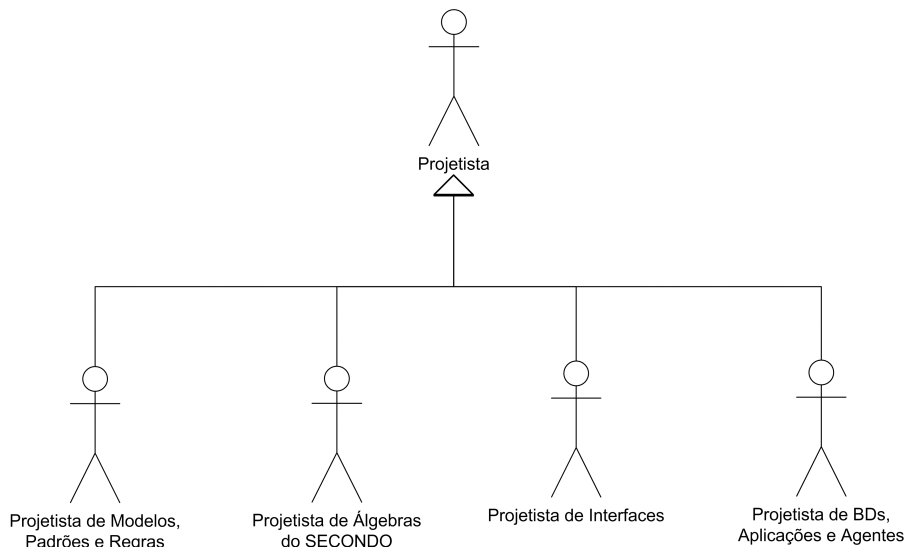 Projetista
Projetista de Modelos,
Padrões e Regras
Projetista de Álgebras
do SECONDO
Projetista de Interfaces
Projetista de BDs,
Aplicações e Agentes